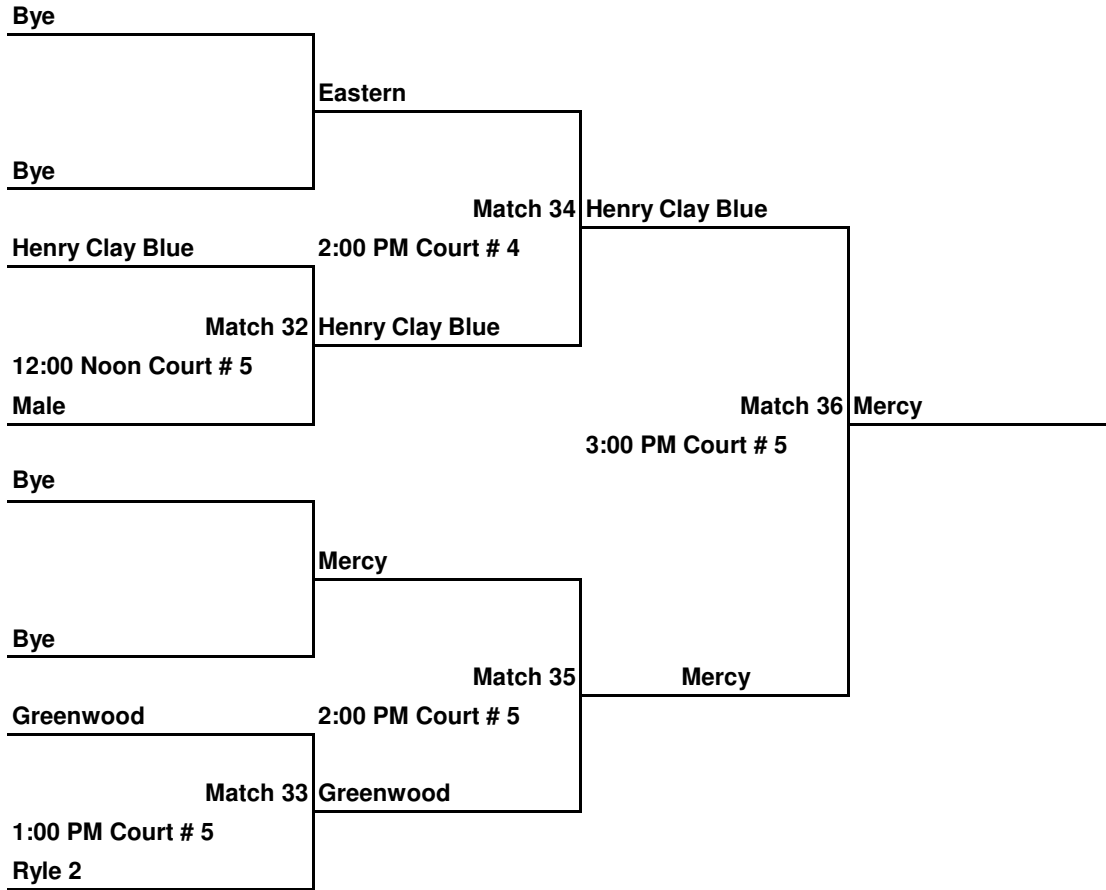 Bye
Eastern
Bye
Match 34 Henry Clay Blue
Henry Clay Blue 2:00 PM Court # 4
Match 32 Henry Clay Blue
12:00 Noon Court # 5
Male Match 36 Mercy
3:00 PM Court # 5
Bye
Mercy
Bye
Match 35 Mercy
Greenwood 2:00 PM Court # 5
Match 33 Greenwood
1:00 PM Court # 5
Ryle 2